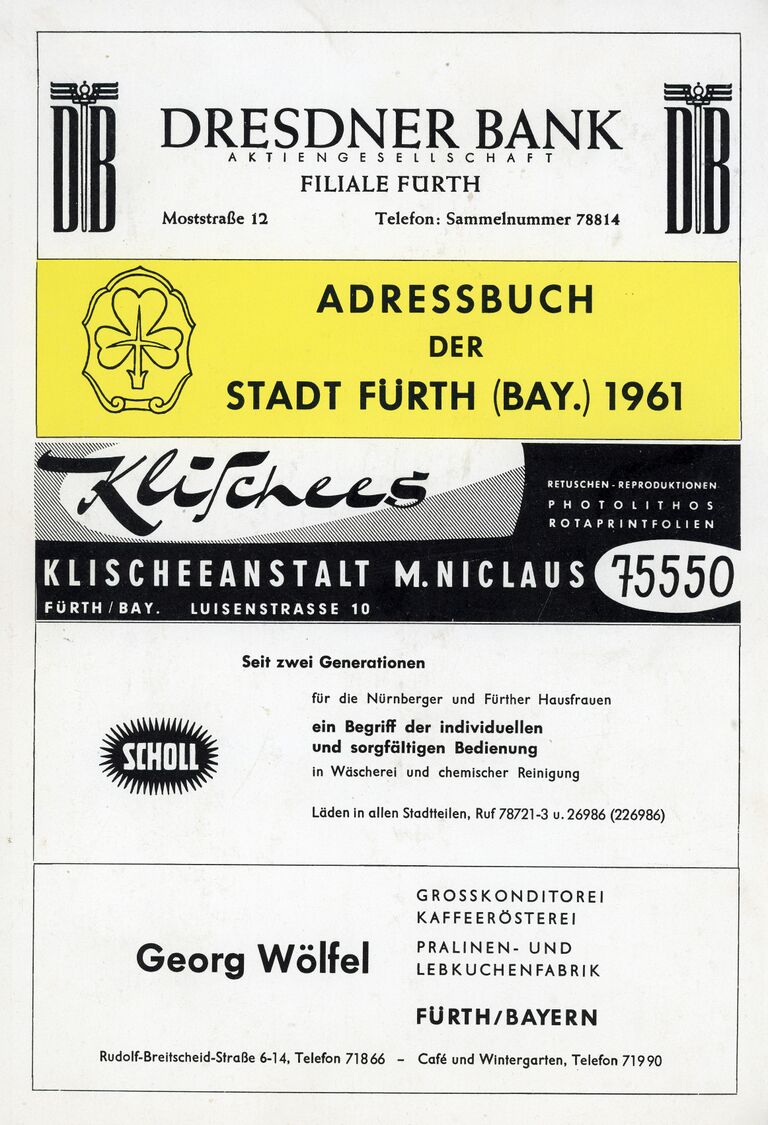 DB
DRESDNER BANK
AKTIENGESELLSCHAFT
FILIALE FÜRTH
Moststraße 12 Telefon: Sammelnummer 78814
DB
ADRESSBUCH
DER
STADT FÜRTH (BAY.) 1961
Klischees
RETUSCHEN-REPRODUKTIONEN
PHOTOLITHOS
ROTAPRINTFOLIEN
KLISCHEEANSTALT M. NICLAUS 75550
FÜRTH/BAY. LUISENSTRASSE 10
Seit zwei Generationen
für die Nürnberger und Fürther Hausfrauen
ein Begriff der individuellen
und sorgfältigen Bedienung
SCHOLL
in Wäscherei und chemischer Reinigung
Läden in allen Stadtteilen, Ruf 78721-3 u. 26986 (226986)
GROSSKONDITOREI
KAFFEERÖSTEREI
Georg Wölfel
PRALINEN- UND
LEBKUCHENFABRIK
FÜRTH/BAYERN
Rudolf-Breitscheid-Straße 6-14, Telefon 71866 – Café und Wintergarten, Telefon 71990